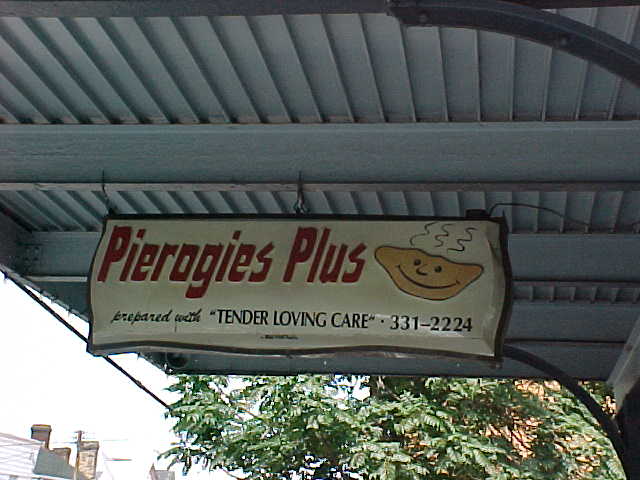 Pierogies Plus
prepared with "TENDER LOVING CARE" · 331-2224